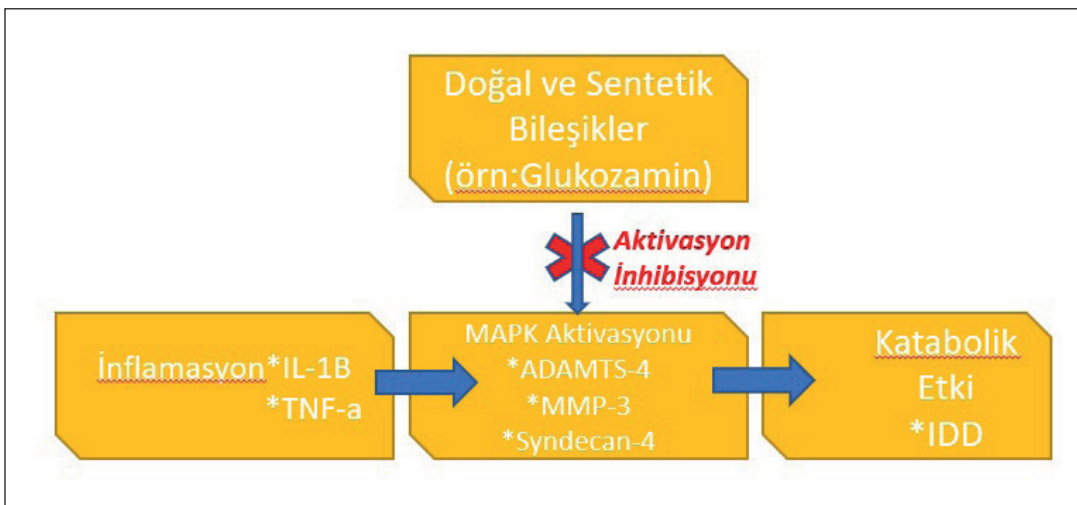 Doğal ve Sentetik
Bileşikler
(örn:Glukozamin)
Aktivasyon
İnhibisyonu
İnflamasyon*IL-1B
*TNF-a
MAPK Aktivasyonu
*ADAMTS-4
*MMP-3
*Syndecan-4
Katabolik
Etki
*IDD